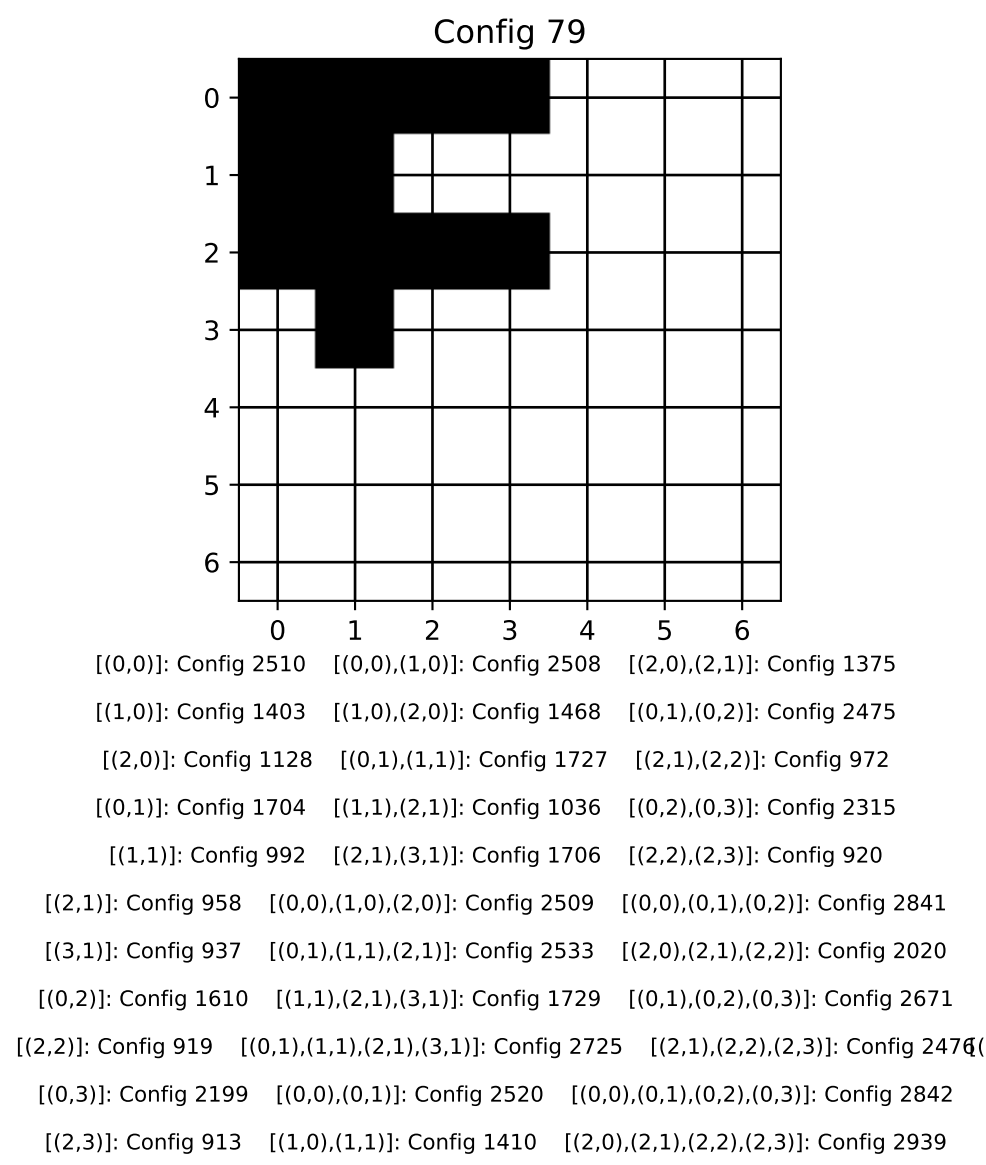 Config 79
0
1
2
3
4
5
6
0 1 2 3 4 5 6
[(0,0)]: Config 2510 [(0,0),(1,0)]: Config 2508 [(2,0),(2,1)]: Config 1375
[(1,0)]: Config 1403 [(1,0),(2,0)]: Config 1468 [(0,1),(0,2)]: Config 2475
[(2,0)]: Config 1128 [(0,1),(1,1)]: Config 1727 [(2,1),(2,2)]: Config 972
[(0,1)]: Config 1704 [(1,1),(2,1)]: Config 1036 [(0,2),(0,3)]: Config 2315
[(1,1)]: Config 992 [(2,1),(3,1)]: Config 1706 [(2,2),(2,3)]: Config 920
[(2,1)]: Config 958 [(0,0),(1,0),(2,0)]: Config 2509 [(0,0),(0,1),(0,2)]: Config 2841
[(3,1)]: Config 937 [(0,1),(1,1),(2,1)]: Config 2533 [(2,0),(2,1),(2,2)]: Config 2020
[(0,2)]: Config 1610 [(1,1),(2,1),(3,1)]: Config 1729 [(0,1),(0,2),(0,3)]: Config 2671
[(2,2)]: Config 919 [(0,1),(1,1),(2,1),(3,1)]: Config 2725 [(2,1),(2,2),(2,3)]: Config 2476[(
[(0,3)]: Config 2199 [(0,0),(0,1)]: Config 2520 [(0,0),(0,1),(0,2),(0,3)]: Config 2842
[(2,3)]: Config 913 [(1,0),(1,1)]: Config 1410 [(2,0),(2,1),(2,2),(2,3)]: Config 2939